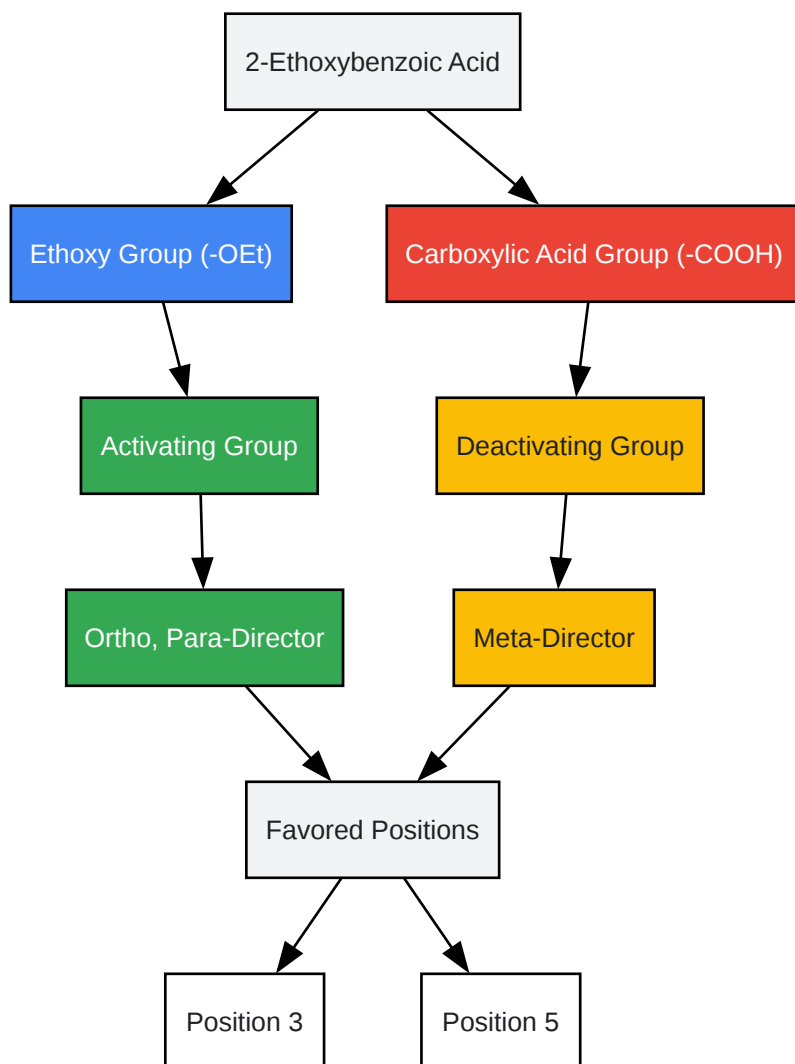 2-Ethoxybenzoic Acid
Ethoxy Group (-OEt)
Carboxylic Acid Group (-COOH)
Activating Group
Deactivating Group
Ortho, Para-Director
Meta-Director
Favored Positions
Position 3
Position 5